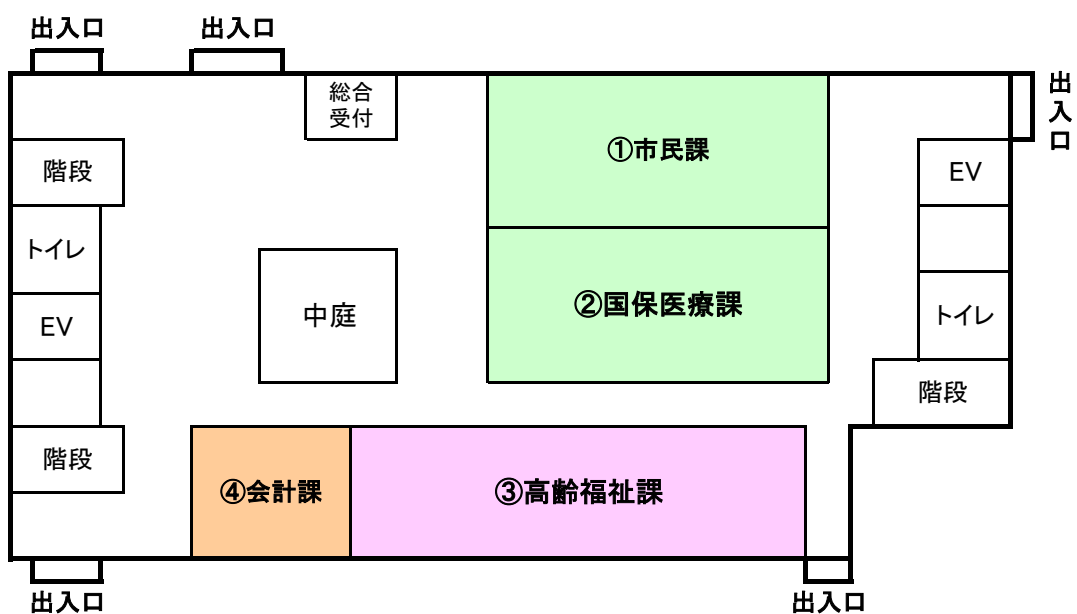 出入口
出入口
出
入
口
総合
受付
①市民課
階段
EV
トイレ
②国保医療課
中庭
EV
トイレ
階段
階段
④会計課
③高齢福祉課
出入口
出入口